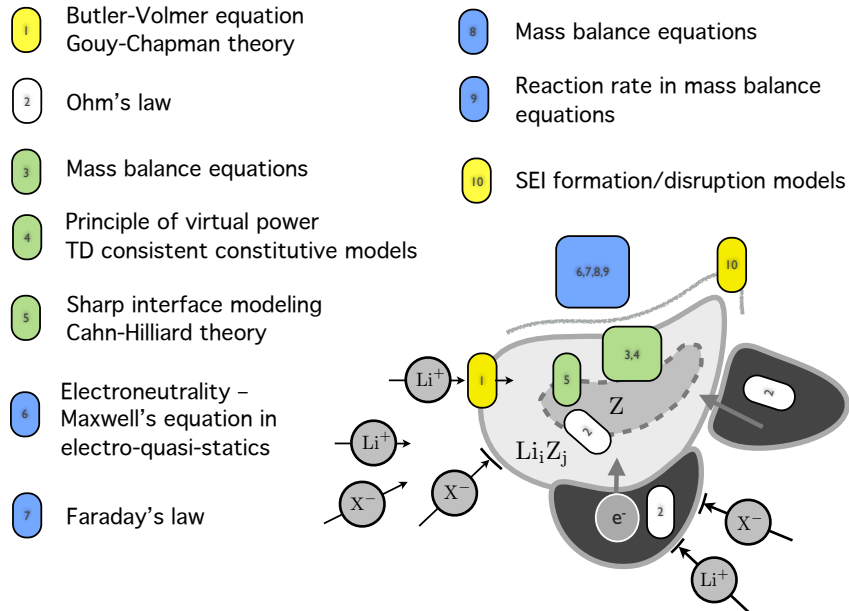 1
Butler-Volmer equation
Gouy-Chapman theory
2
Ohm's law
3
Mass balance equations
4
Principle of virtual power
TD consistent constitutive models
5
Sharp interface modeling
Cahn-Hilliard theory
6
Electroneutrality –
Maxwell's equation in
electro-quasi-statics
7
Faraday's law
8
Mass balance equations
9
Reaction rate in mass balance
equations
10
SEI formation/disruption models
6,7,8,9
10
3,4
Li⁺
1
5
Z
2
2
Li⁺
LiᵢZⱼ
X⁻
X⁻
e⁻
2
X⁻
Li⁺